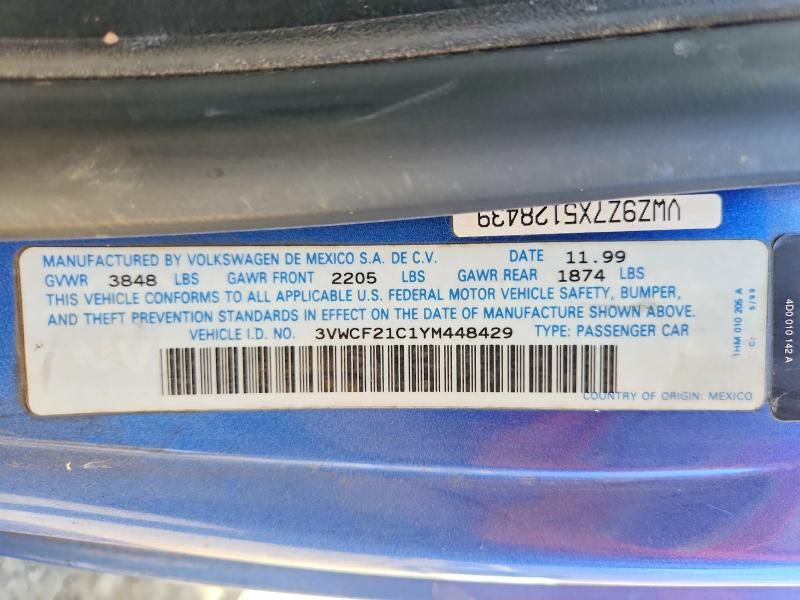 VWZ9Z7X5128439
MANUFACTURED BY VOLKSWAGEN DE MEXICO S.A. DE C.V. DATE 11.99
GVWR 3848 LBS GAWR FRONT 2205 LBS GAWR REAR 1874 LBS
THIS VEHICLE CONFORMS TO ALL APPLICABLE U.S. FEDERAL MOTOR VEHICLE SAFETY, BUMPER,
AND THEFT PREVENTION STANDARDS IN EFFECT ON THE DATE OF MANUFACTURE SHOWN ABOVE.
VEHICLE I.D. NO. 3VWCF21C1YM448429 TYPE: PASSENGER CAR
COUNTRY OF ORIGIN: MEXICO
1HM 010 205 A
C: 5/99
4D0 010 142 A